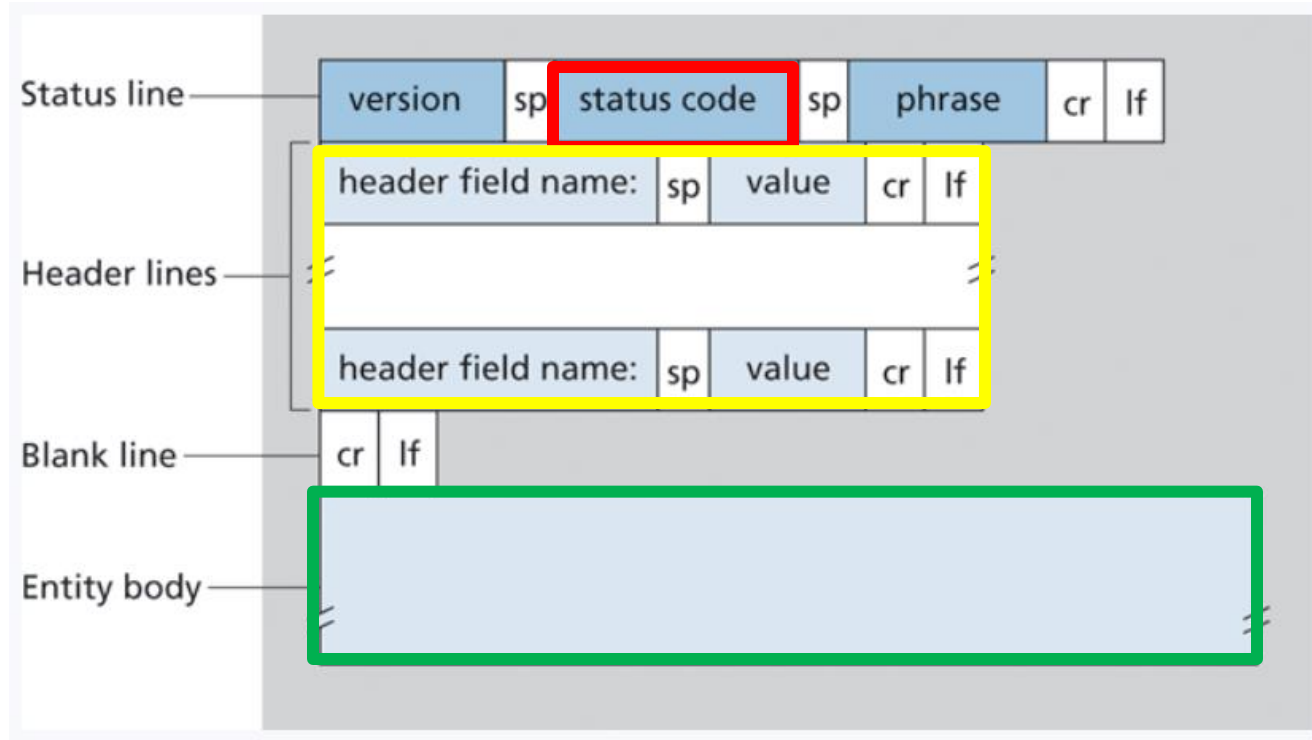 Status line version sp status code sp phrase cr lf
header field name: sp value cr lf
Header lines
header field name: sp value cr lf
Blank line cr lf
Entity body